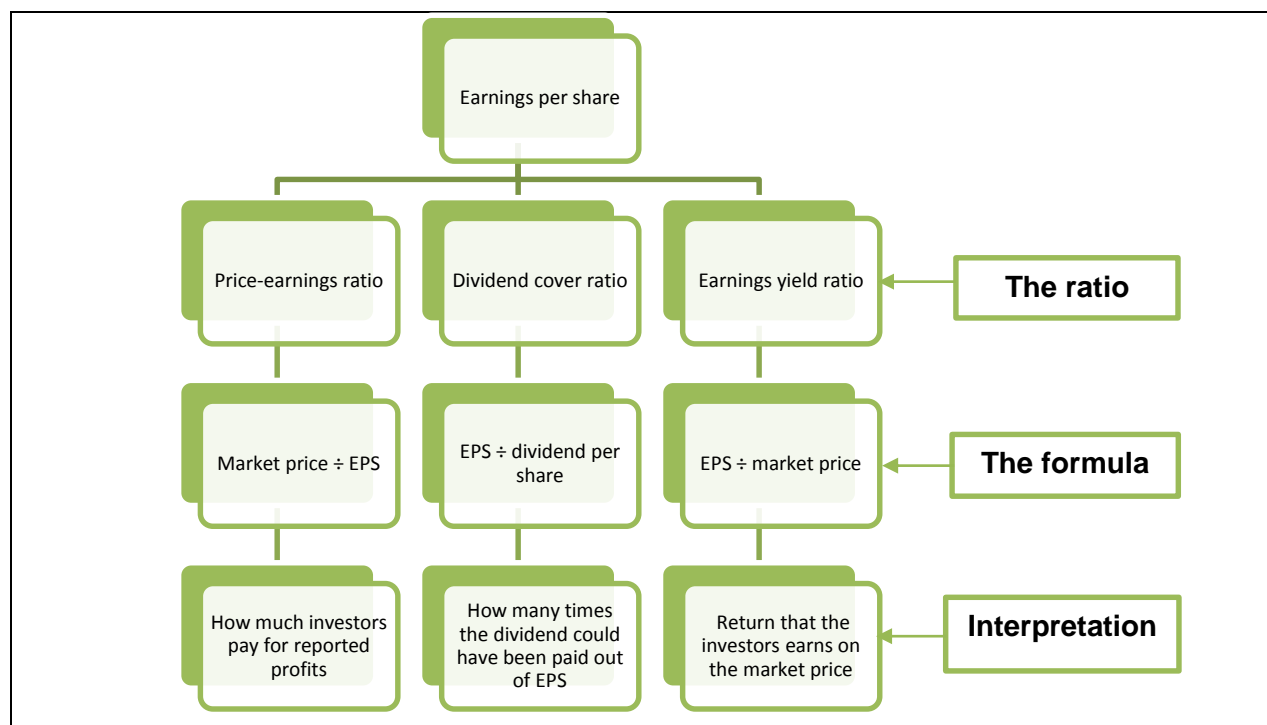 Earnings per share
Price-earnings ratio
Dividend cover ratio
Earnings yield ratio
The ratio
Market price ÷ EPS
EPS ÷ dividend per
share
EPS ÷ market price
The formula
How much investors
pay for reported
profits
How many times
the dividend could
have been paid out
of EPS
Return that the
investors earns on
the market price
Interpretation